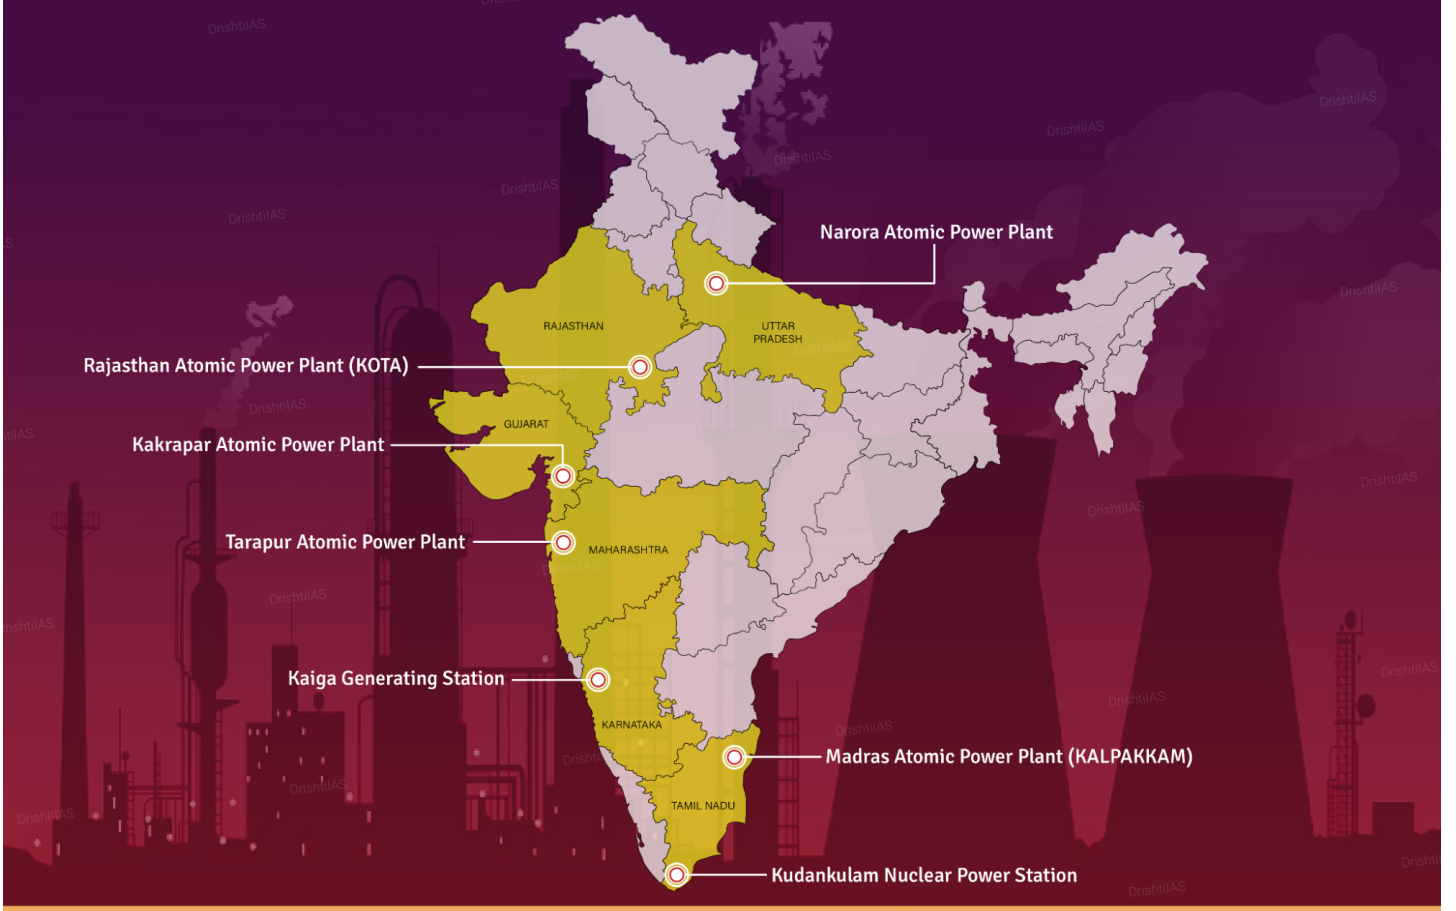 Narora Atomic Power Plant
RAJASTHAN
UTTAR
PRADESH
Rajasthan Atomic Power Plant (KOTA)
GUJARAT
Kakrapar Atomic Power Plant
Tarapur Atomic Power Plant
MAHARASHTRA
Kaiga Generating Station
KARNATAKA
Madras Atomic Power Plant (KALPAKKAM)
TAMIL NADU
Kudankulam Nuclear Power Station
DrishtiIAS